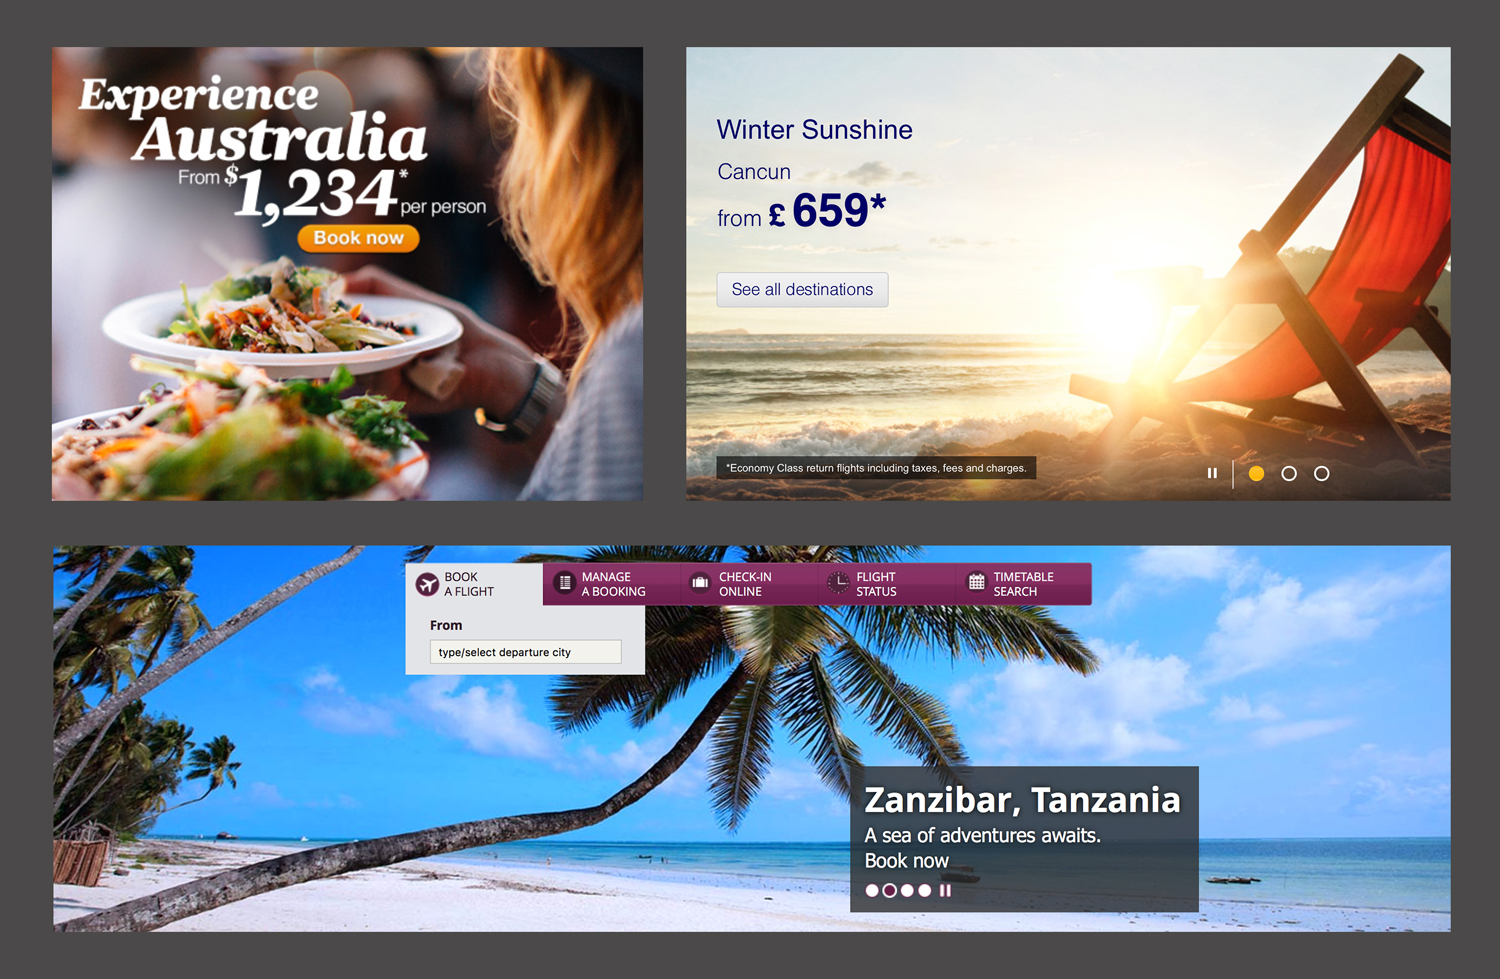 Experience
Australia
From $1,234* per person
Book now
Winter Sunshine
Cancun
from £ 659*
See all destinations
*Economy Class return flights including taxes, fees and charges.
BOOK
A FLIGHT
MANAGE
A BOOKING
CHECK-IN
ONLINE
FLIGHT
STATUS
TIMETABLE
SEARCH
From
type/select departure city
Zanzibar, Tanzania
A sea of adventures awaits.
Book now